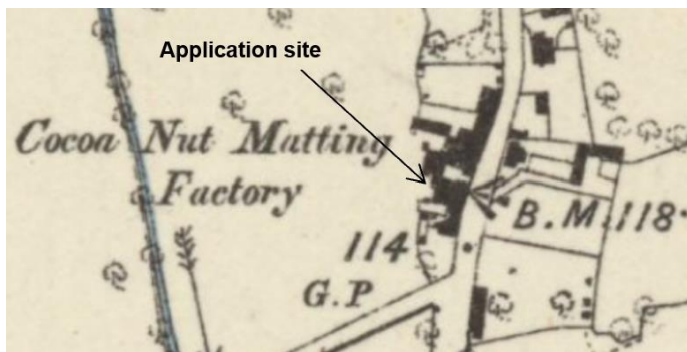 Application site
Cocoa Nut Matting
Factory
B.M.118
114
G.P